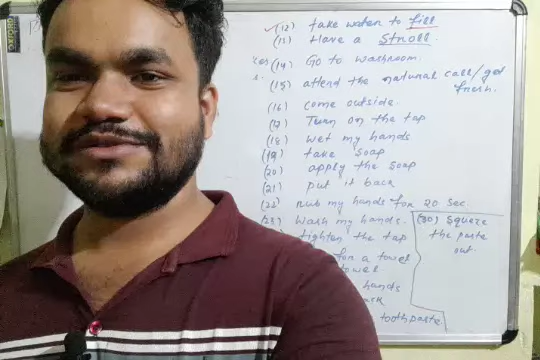 (12) take water to fill
(13) Have a Stroll.
(14) Go to washroom.
(15) attend the natural call/get
fresh.
(16) come outside.
(17) Turn on the tap
(18) wet my hands
(19) take soap
(20) apply the soap
(21) put it back
(22) rub my hands for 20 sec
(23) wash my hands.
tighten the tap
for a towel
towel
hands
toothpaste
(30) Squeeze
the paste
out.